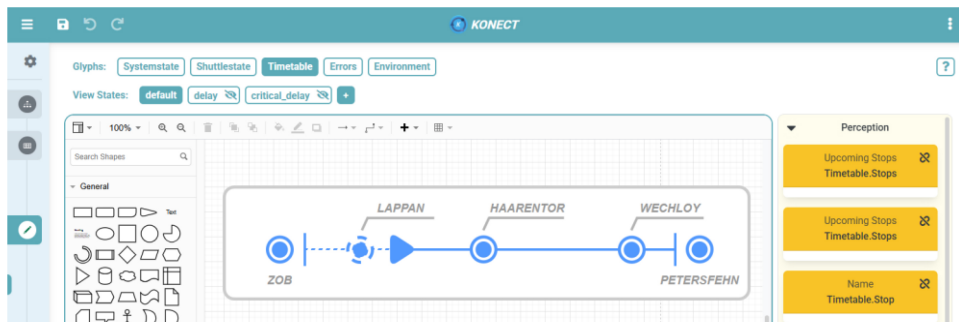 KONECT
Glyphs: Systemstate Shuttlestate Timetable Errors Environment ?
View States: default delay critical_delay +
100%
Search Shapes
General
Text
LAPPAN HAARENTOR WECHLOY
ZOB PETERSFEHN
Perception
Upcoming Stops
Timetable.Stops
Upcoming Stops
Timetable.Stops
Name
Timetable.Stop